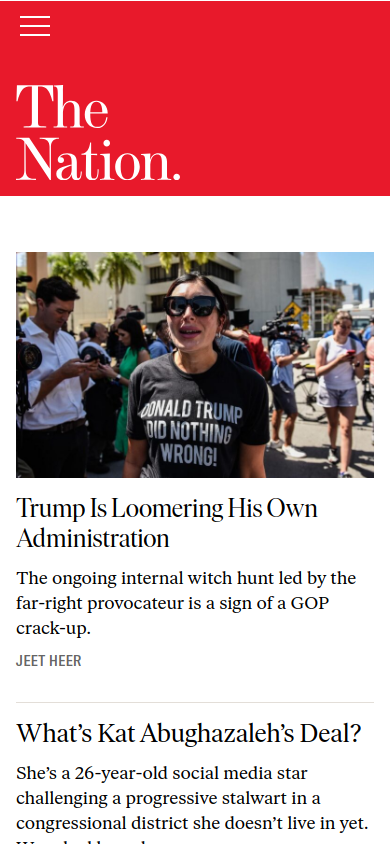 The
Nation.
DONALD TRUMP
DID NOTHING
WRONG!
Trump Is Loomering His Own
Administration
The ongoing internal witch hunt led by the
far-right provocateur is a sign of a GOP
crack-up.
JEET HEER
What’s Kat Abughazaleh’s Deal?
She’s a 26-year-old social media star
challenging a progressive stalwart in a
congressional district she doesn’t live in yet.